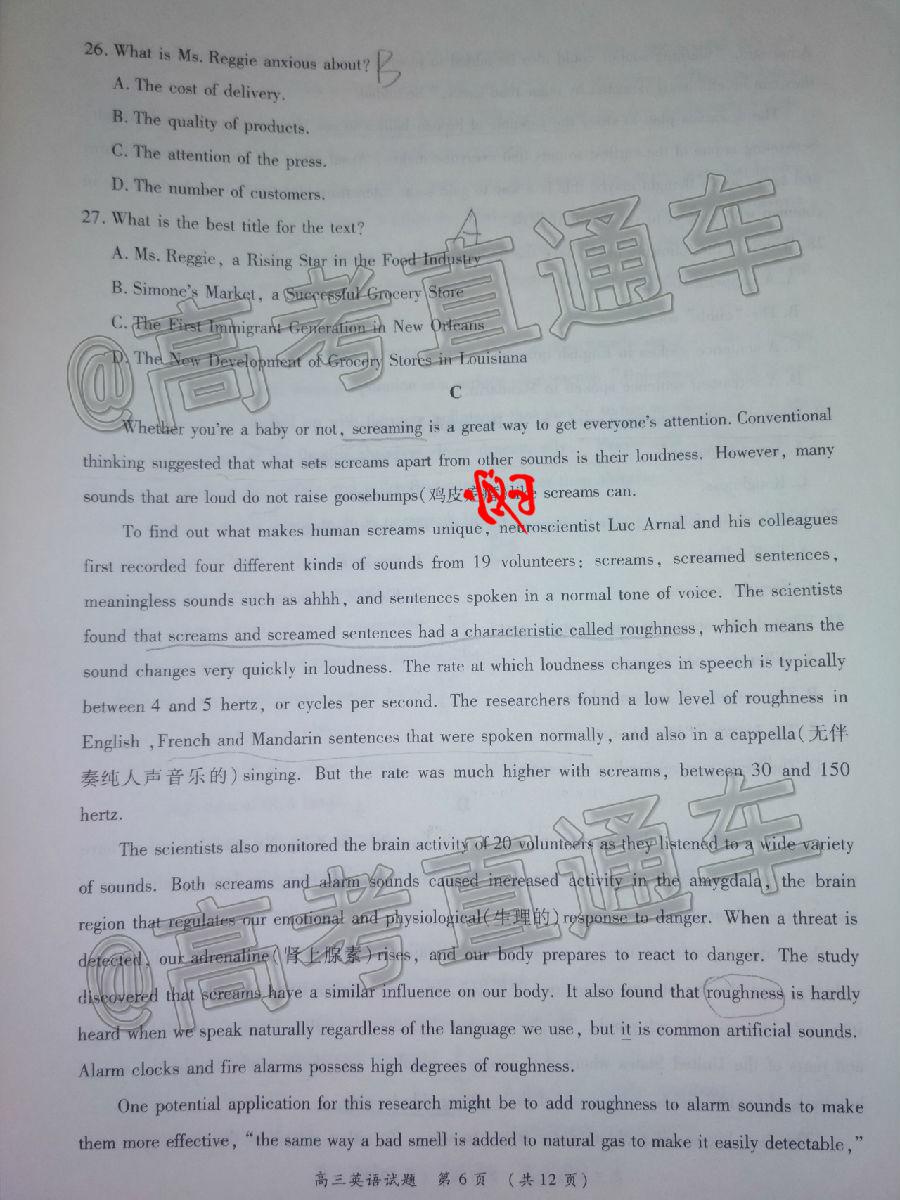 26. What is Ms. Reggie anxious about? B
A. The cost of delivery.
B. The quality of products.
C. The attention of the press.
D. The number of customers.
27. What is the best title for the text? A
A. Ms. Reggie, a Rising Star in the Food Industry
B. Simone's Market, a Successful Grocery Store
C. The First Immigrant Generation in New Orleans
D. The New Development of Grocery Stores in Louisiana
@高考直通车
C
Whether you're a baby or not, screaming is a great way to get everyone's attention. Conventional
thinking suggested that what sets screams apart from other sounds is their loudness. However, many
sounds that are loud do not raise goosebumps(鸡皮 screams can.
To find out what makes human screams unique, neuroscientist Luc Arnal and his colleagues
first recorded four different kinds of sounds from 19 volunteers: screams, screamed sentences,
meaningless sounds such as ahhh, and sentences spoken in a normal tone of voice. The scientists
found that screams and screamed sentences had a characteristic called roughness, which means the
sound changes very quickly in loudness. The rate at which loudness changes in speech is typically
between 4 and 5 hertz, or cycles per second. The researchers found a low level of roughness in
English ,French and Mandarin sentences that were spoken normally, and also in a cappella(无伴
奏纯人声音乐的)singing. But the rate was much higher with screams, between 30 and 150
hertz.
The scientists also monitored the brain activity of 20 volunteers as they listened to a wide variety
of sounds. Both screams and alarm sounds caused increased activity in the amygdala, the brain
region that regulates our emotional and physiological(生理的)response to danger. When a threat is
detected, our adrenaline(肾上腺素)rises, and our body prepares to react to danger. The study
discovered that screams have a similar influence on our body. It also found that roughness is hardly
heard when we speak naturally regardless of the language we use, but it is common artificial sounds.
Alarm clocks and fire alarms possess high degrees of roughness.
@高考直通车
One potential application for this research might be to add roughness to alarm sounds to make
them more effective, "the same way a bad smell is added to natural gas to make it easily detectable,"
高三英语试题 第6页 (共12页)